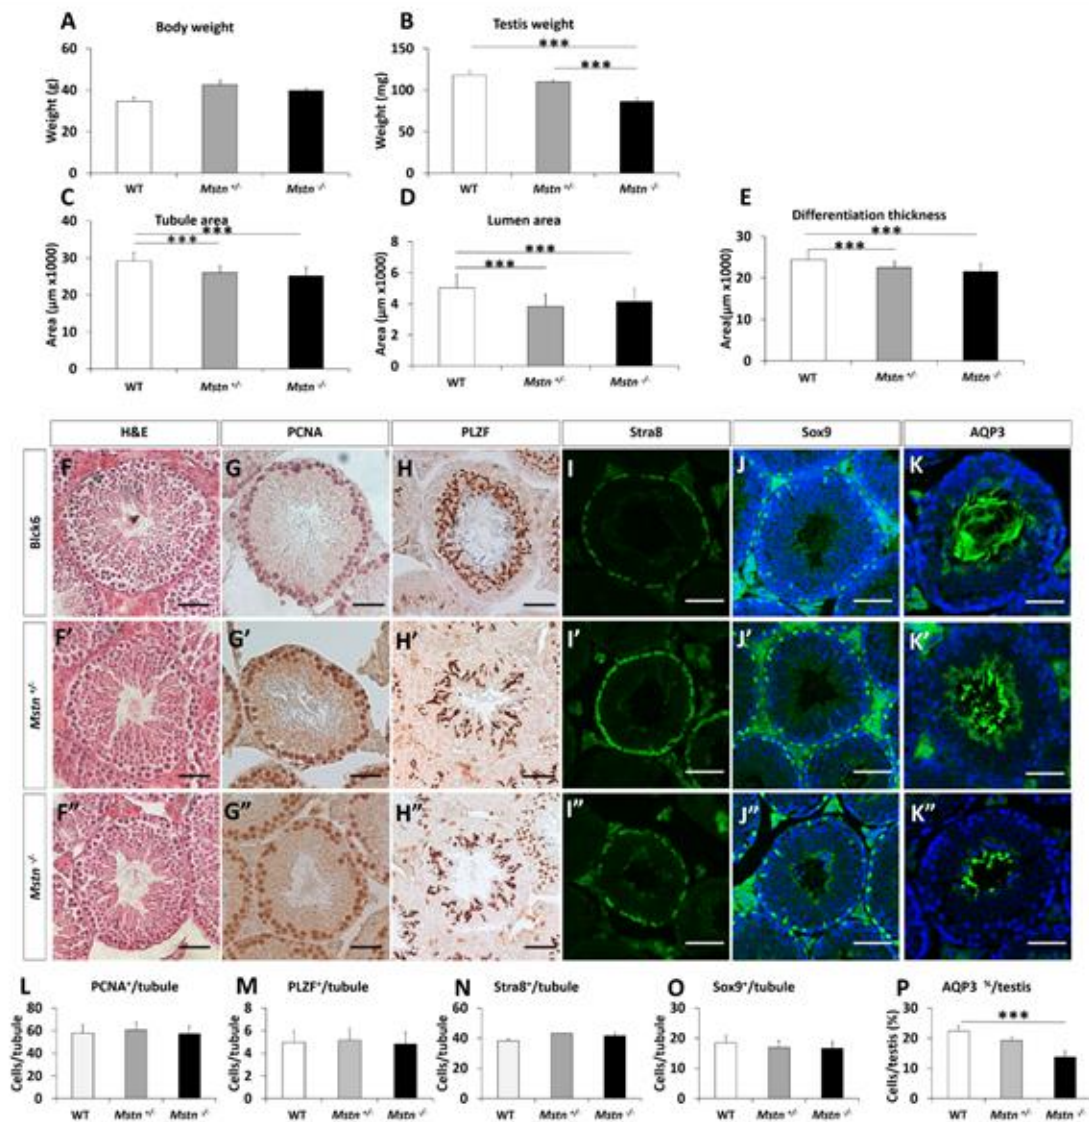 A Body weight
Weight (g)
60
40
20
0
WT Mstn +/- Mstn -/-
B Testis weight
Weight (mg)
150
100
50
0
***
***
WT Mstn +/- Mstn -/-
C Tubule area
Area (µm x1000)
40
30
20
10
0
***
***
WT Mstn +/- Mstn -/-
D Lumen area
Area (µm x1000)
8
6
4
2
0
***
***
WT Mstn +/- Mstn -/-
E Differentiation thickness
Area(µm x1000)
30
20
10
0
***
***
WT Mstn +/- Mstn -/-
H&E PCNA PLZF Stra8 Sox9 AQP3
Blck6
F G H I J K
Mstn +/-
F' G' H' I' J' K'
Mstn -/-
F" G" H" I" J" K"
L PCNA+/tubule
Cells/tubule
80
60
40
20
0
WT Mstn +/- Mstn -/-
M PLZF+/tubule
Cells/tubule
8
6
4
2
0
WT Mstn +/- Mstn -/-
N Stra8+/tubule
Cells/tubule
60
40
20
0
WT Mstn +/- Mstn -/-
O Sox9+/tubule
Cells/tubule
30
20
10
0
WT Mstn +/- Mstn -/-
P AQP3 %/testis
Cells/testis (%)
30
20
10
0
***
WT Mstn +/- Mstn -/-